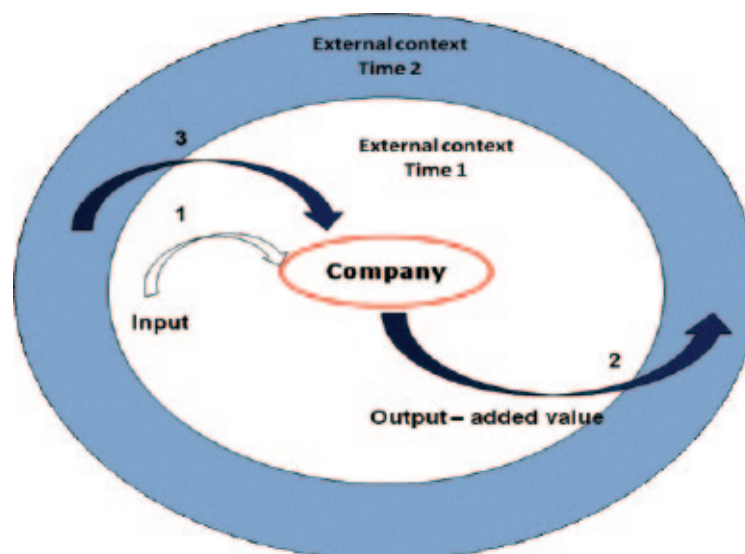 External context
Time 2
3
External context
Time 1
1
Company
Input
2
Output – added value